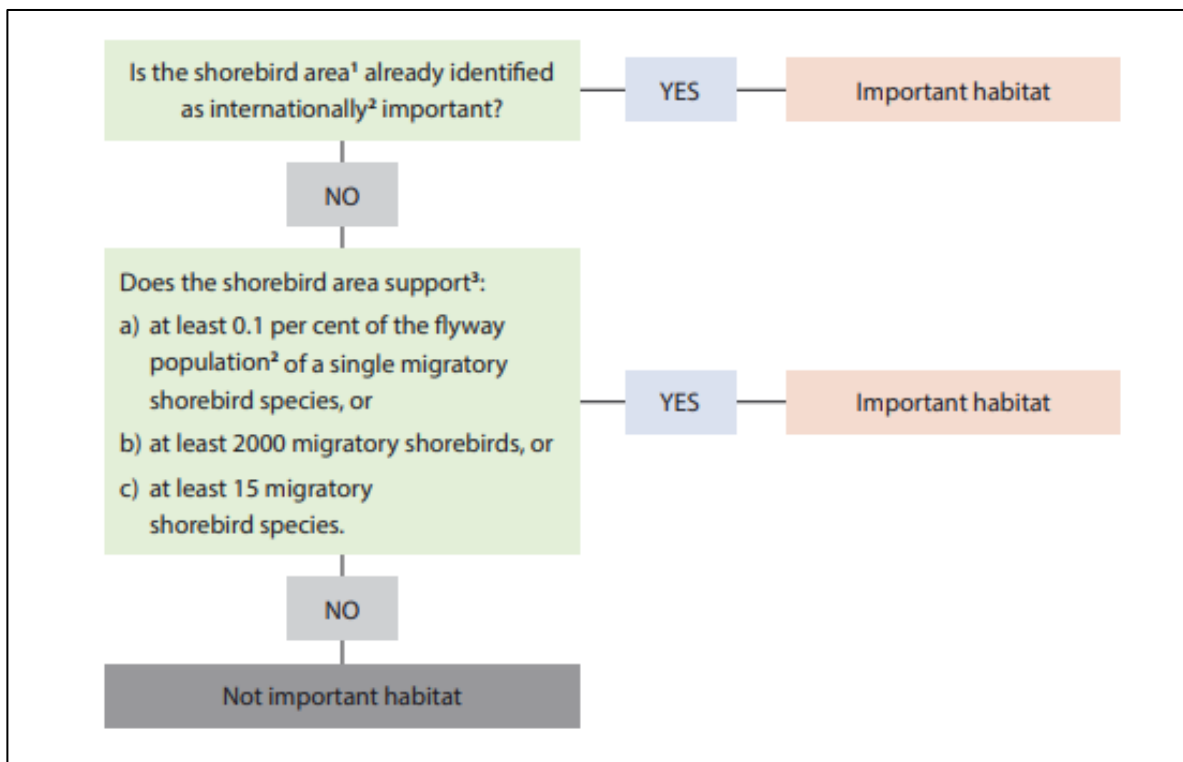 Is the shorebird area¹ already identified
as internationally² important?
YES
Important habitat
NO
Does the shorebird area support³:
a) at least 0.1 per cent of the flyway
population² of a single migratory
shorebird species, or
b) at least 2000 migratory shorebirds, or
c) at least 15 migratory
shorebird species.
YES
Important habitat
NO
Not important habitat